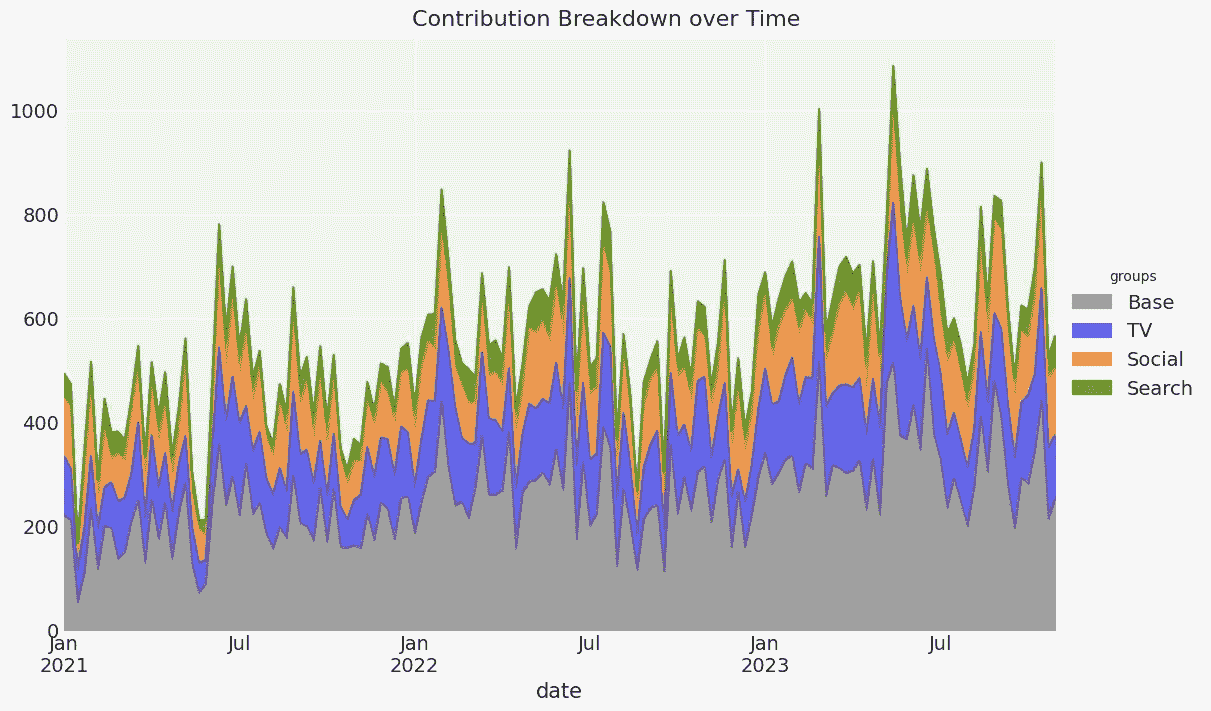 Contribution Breakdown over Time
1000
800
600
400
200
0
Jan
2021
Jul
Jan
2022
Jul
Jan
2023
Jul
date
groups
Base
TV
Social
Search